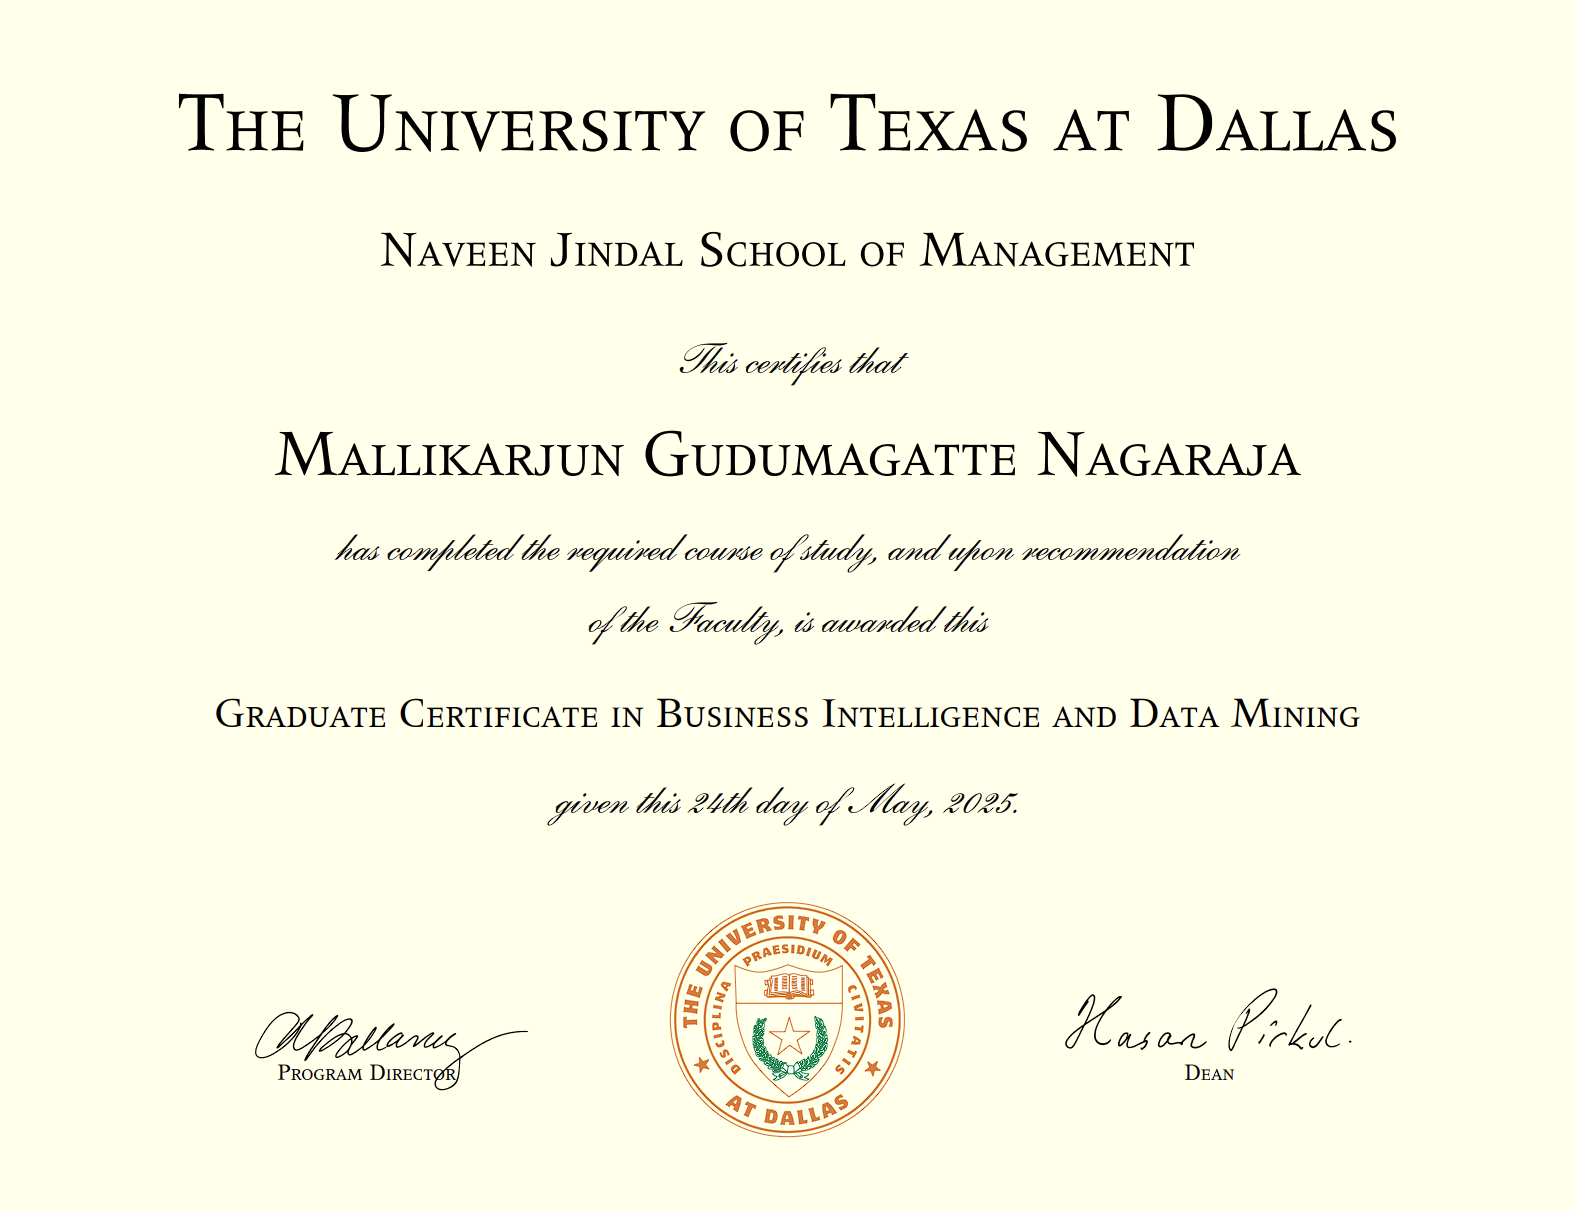 The University of Texas at Dallas
Naveen Jindal School of Management
This certifies that
Mallikarjun Gudumagatte Nagaraja
has completed the required course of study, and upon recommendation
of the Faculty, is awarded this
Graduate Certificate in Business Intelligence and Data Mining
given this 24th day of May, 2025.
THE UNIVERSITY OF TEXAS
AT DALLAS
DISCIPLINA PRAESIDIUM CIVITATIS
Program Director
Hasan Pirkul.
Dean